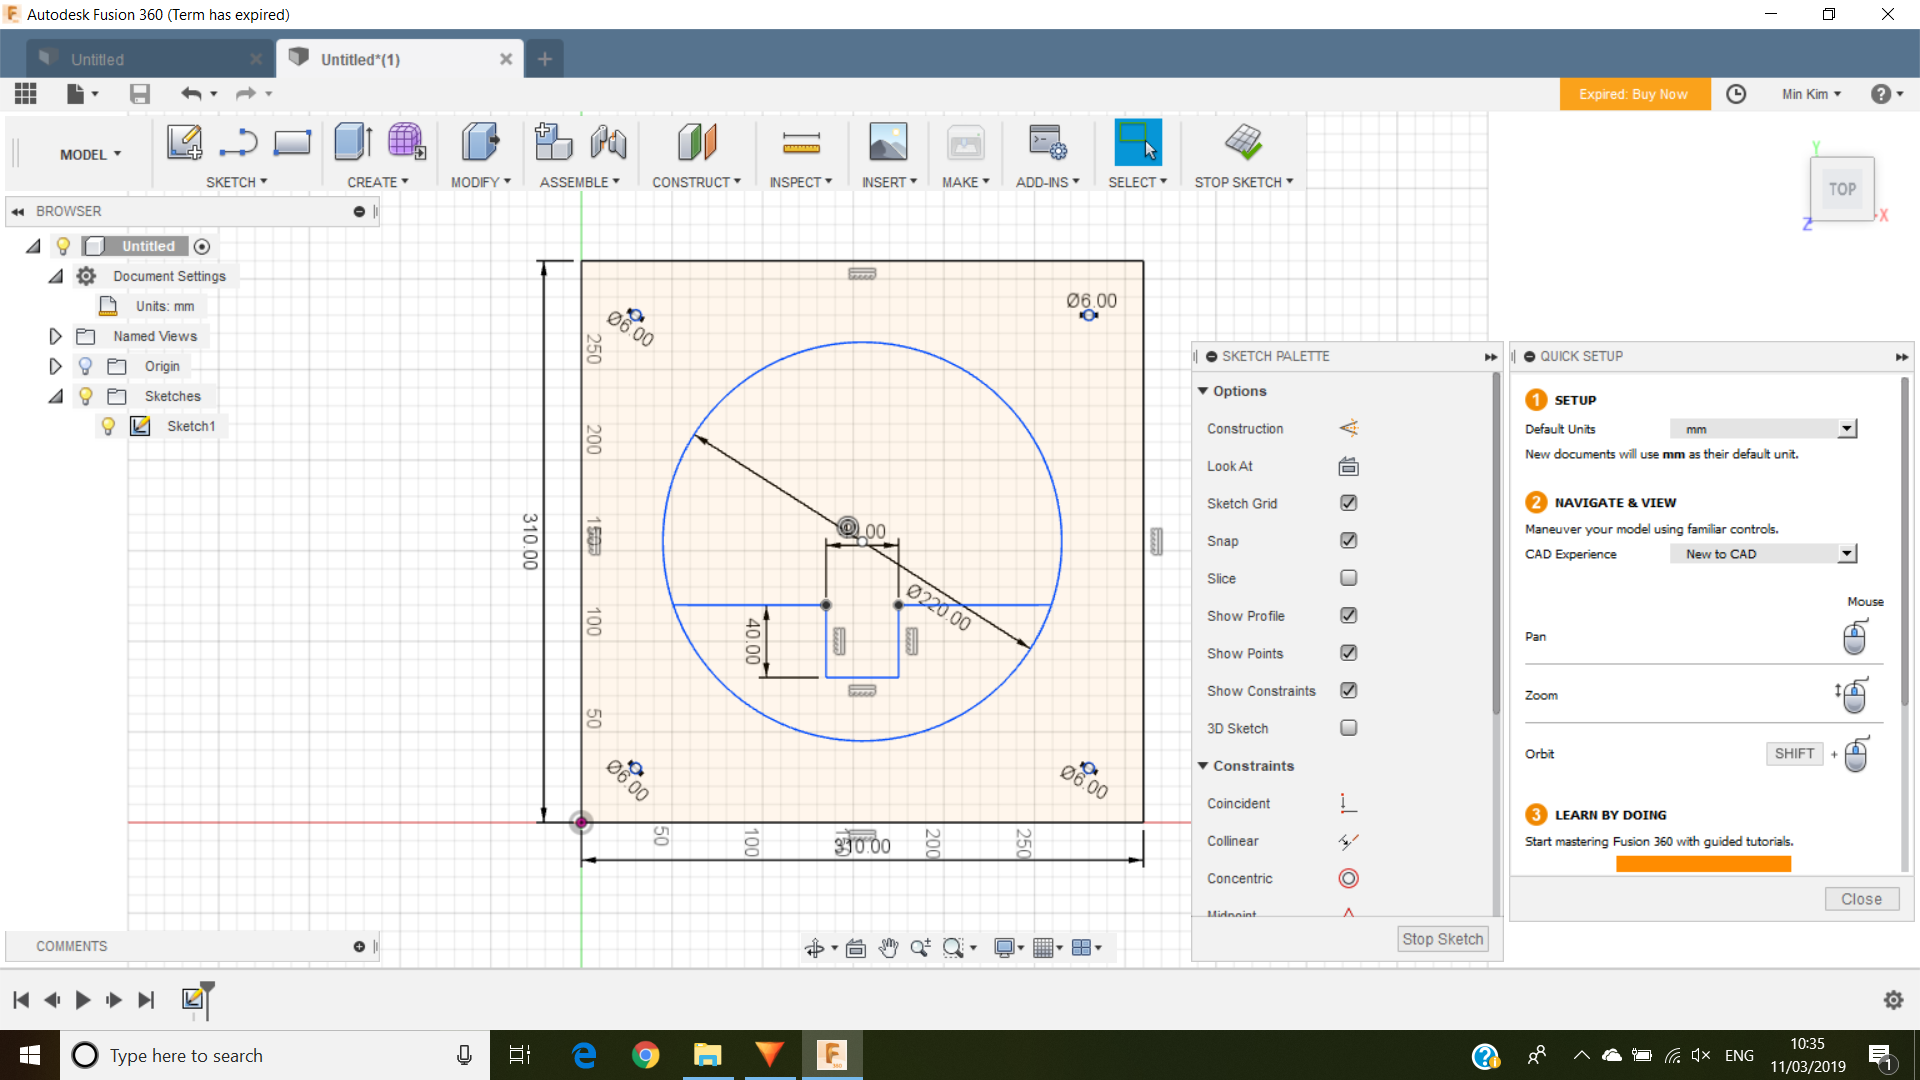 Autodesk Fusion 360 (Term has expired)
Untitled
Untitled*(1)
Expired: Buy Now
Min Kim
MODEL
SKETCH
CREATE
MODIFY
ASSEMBLE
CONSTRUCT
INSPECT
INSERT
MAKE
ADD-INS
SELECT
STOP SKETCH
Y
TOP
X
Z
BROWSER
Untitled
Document Settings
Units: mm
Named Views
Origin
Sketches
Sketch1
Ø6.00
Ø6.00
250
200
310.00
.00
Ø220.00
100
40.00
50
Ø6.00
Ø6.00
50
100
310.00
200
250
SKETCH PALETTE
Options
Construction
Look At
Sketch Grid
Snap
Slice
Show Profile
Show Points
Show Constraints
3D Sketch
Constraints
Coincident
Collinear
Concentric
Midpoint
Stop Sketch
QUICK SETUP
1 SETUP
Default Units mm
New documents will use mm as their default unit.
2 NAVIGATE & VIEW
Maneuver your model using familiar controls.
CAD Experience New to CAD
Mouse
Pan
Zoom
Orbit SHIFT +
3 LEARN BY DOING
Start mastering Fusion 360 with guided tutorials.
Close
COMMENTS
Type here to search
ENG
10:35
11/03/2019
1